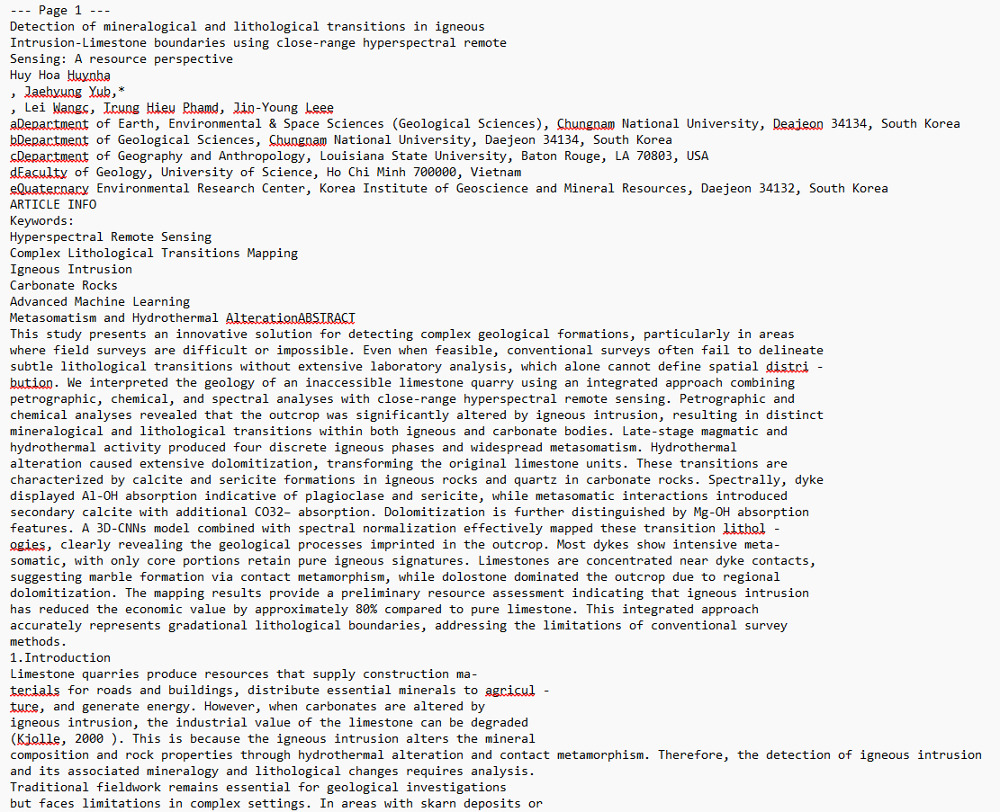 --- Page 1 ---
Detection of mineralogical and lithological transitions in igneous
Intrusion-Limestone boundaries using close-range hyperspectral remote
Sensing: A resource perspective
Huy Hoa Huynha
, Jaehyung Yub,*
, Lei Wangc, Trung Hieu Phamd, Jin-Young Leee
aDepartment of Earth, Environmental & Space Sciences (Geological Sciences), Chungnam National University, Deajeon 34134, South Korea
bDepartment of Geological Sciences, Chungnam National University, Daejeon 34134, South Korea
cDepartment of Geography and Anthropology, Louisiana State University, Baton Rouge, LA 70803, USA
dFaculty of Geology, University of Science, Ho Chi Minh 700000, Vietnam
eQuaternary Environmental Research Center, Korea Institute of Geoscience and Mineral Resources, Daejeon 34132, South Korea
ARTICLE INFO
Keywords:
Hyperspectral Remote Sensing
Complex Lithological Transitions Mapping
Igneous Intrusion
Carbonate Rocks
Advanced Machine Learning
Metasomatism and Hydrothermal AlterationABSTRACT
This study presents an innovative solution for detecting complex geological formations, particularly in areas
where field surveys are difficult or impossible. Even when feasible, conventional surveys often fail to delineate
subtle lithological transitions without extensive laboratory analysis, which alone cannot define spatial distri -
bution. We interpreted the geology of an inaccessible limestone quarry using an integrated approach combining
petrographic, chemical, and spectral analyses with close-range hyperspectral remote sensing. Petrographic and
chemical analyses revealed that the outcrop was significantly altered by igneous intrusion, resulting in distinct
mineralogical and lithological transitions within both igneous and carbonate bodies. Late-stage magmatic and
hydrothermal activity produced four discrete igneous phases and widespread metasomatism. Hydrothermal
alteration caused extensive dolomitization, transforming the original limestone units. These transitions are
characterized by calcite and sericite formations in igneous rocks and quartz in carbonate rocks. Spectrally, dyke
displayed Al-OH absorption indicative of plagioclase and sericite, while metasomatic interactions introduced
secondary calcite with additional CO32− absorption. Dolomitization is further distinguished by Mg-OH absorption
features. A 3D-CNNs model combined with spectral normalization effectively mapped these transition lithol -
ogies, clearly revealing the geological processes imprinted in the outcrop. Most dykes show intensive meta-
somatic, with only core portions retain pure igneous signatures. Limestones are concentrated near dyke contacts,
suggesting marble formation via contact metamorphism, while dolostone dominated the outcrop due to regional
dolomitization. The mapping results provide a preliminary resource assessment indicating that igneous intrusion
has reduced the economic value by approximately 80% compared to pure limestone. This integrated approach
accurately represents gradational lithological boundaries, addressing the limitations of conventional survey
methods.
1.Introduction
Limestone quarries produce resources that supply construction ma-
terials for roads and buildings, distribute essential minerals to agricul -
ture, and generate energy. However, when carbonates are altered by
igneous intrusion, the industrial value of the limestone can be degraded
(Kjolle, 2000 ). This is because the igneous intrusion alters the mineral
composition and rock properties through hydrothermal alteration and contact metamorphism. Therefore, the detection of igneous intrusion
and its associated mineralogy and lithological changes requires analysis.
Traditional fieldwork remains essential for geological investigations
but faces limitations in complex settings. In areas with skarn deposits or